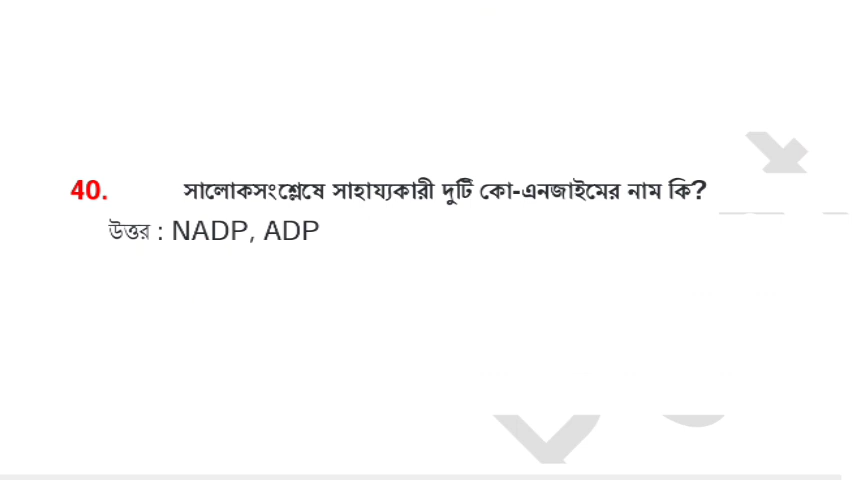 40. সালোকসংশ্লেষে সাহায্যকারী দুটি কো-এনজাইমের নাম কি?
উত্তর : NADP, ADP